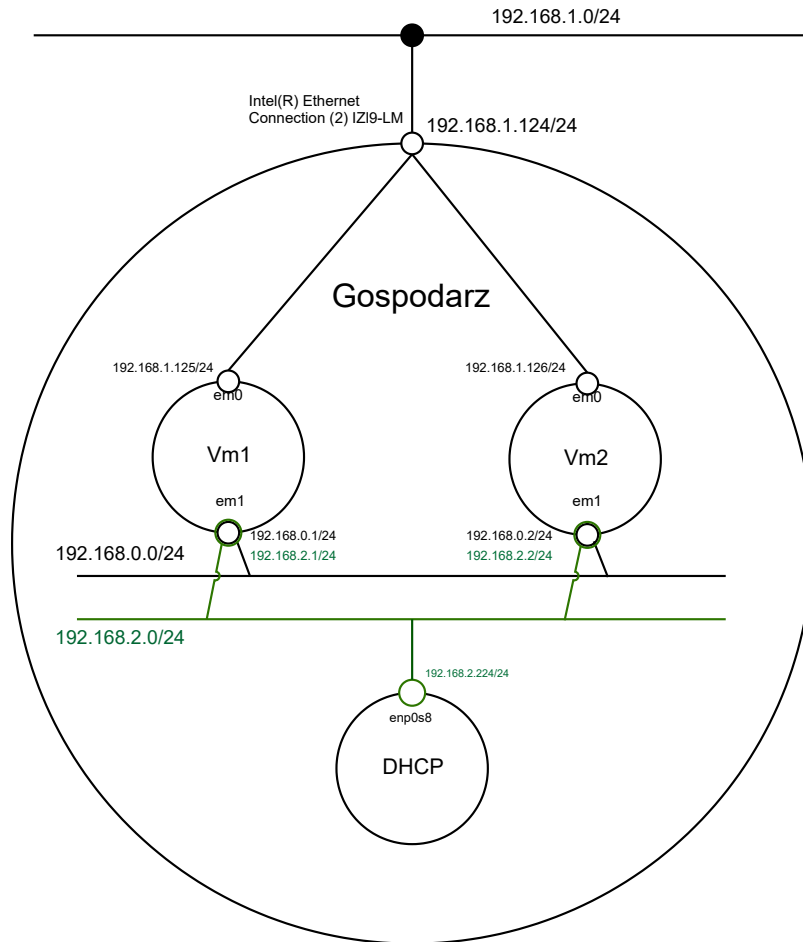 192.168.1.0/24
Intel(R) Ethernet
Connection (2) IZI9-LM
192.168.1.124/24
Gospodarz
192.168.1.125/24
192.168.1.126/24
em0
em0
Vm1
Vm2
em1
em1
192.168.0.1/24
192.168.0.2/24
192.168.0.0/24
192.168.2.1/24
192.168.2.2/24
192.168.2.0/24
192.168.2.224/24
enp0s8
DHCP